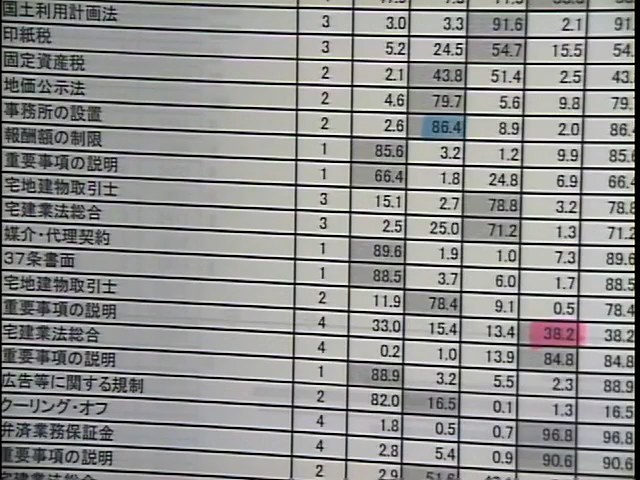 国土利用計画法 3 3.0 3.3 91.6 2.1 91
印紙税 3 5.2 24.5 54.7 15.5 54.
固定資産税 2 2.1 43.8 51.4 2.5 43.
地価公示法 2 4.6 79.7 5.6 9.8 79.
事務所の設置 2 2.6 86.4 8.9 2.0 86.
報酬額の制限 1 85.6 3.2 1.2 9.9 85.6
重要事項の説明 1 66.4 1.8 24.8 6.9 66.4
宅地建物取引士 3 15.1 2.7 78.8 3.2 78.8
宅建業法総合 3 2.5 25.0 71.2 1.3 71.2
媒介・代理契約 1 89.6 1.9 1.0 7.3 89.6
37条書面 1 88.5 3.7 6.0 1.7 88.5
宅地建物取引士 2 11.9 78.4 9.1 0.5 78.4
重要事項の説明 4 33.0 15.4 13.4 38.2 38.2
宅建業法総合 4 0.2 1.0 13.9 84.8 84.8
重要事項の説明 1 88.9 3.2 5.5 2.3 88.9
広告等に関する規制 2 82.0 16.5 0.1 1.3 16.5
クーリング・オフ 4 1.8 0.5 0.7 96.8 96.8
弁済業務保証金 4 2.8 5.4 0.9 90.6 90.6
重要事項の説明 2 2.9